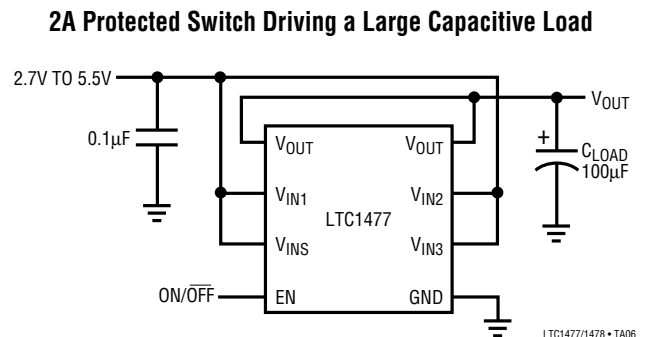 2A Protected Switch Driving a Large Capacitive Load
2.7V TO 5.5V
VOUT
0.1µF
+
CLOAD
100µF
VOUT
VOUT
VIN1
VIN2
LTC1477
VINS
VIN3
ON/OFF
EN
GND
LTC1477/1478 • TA06